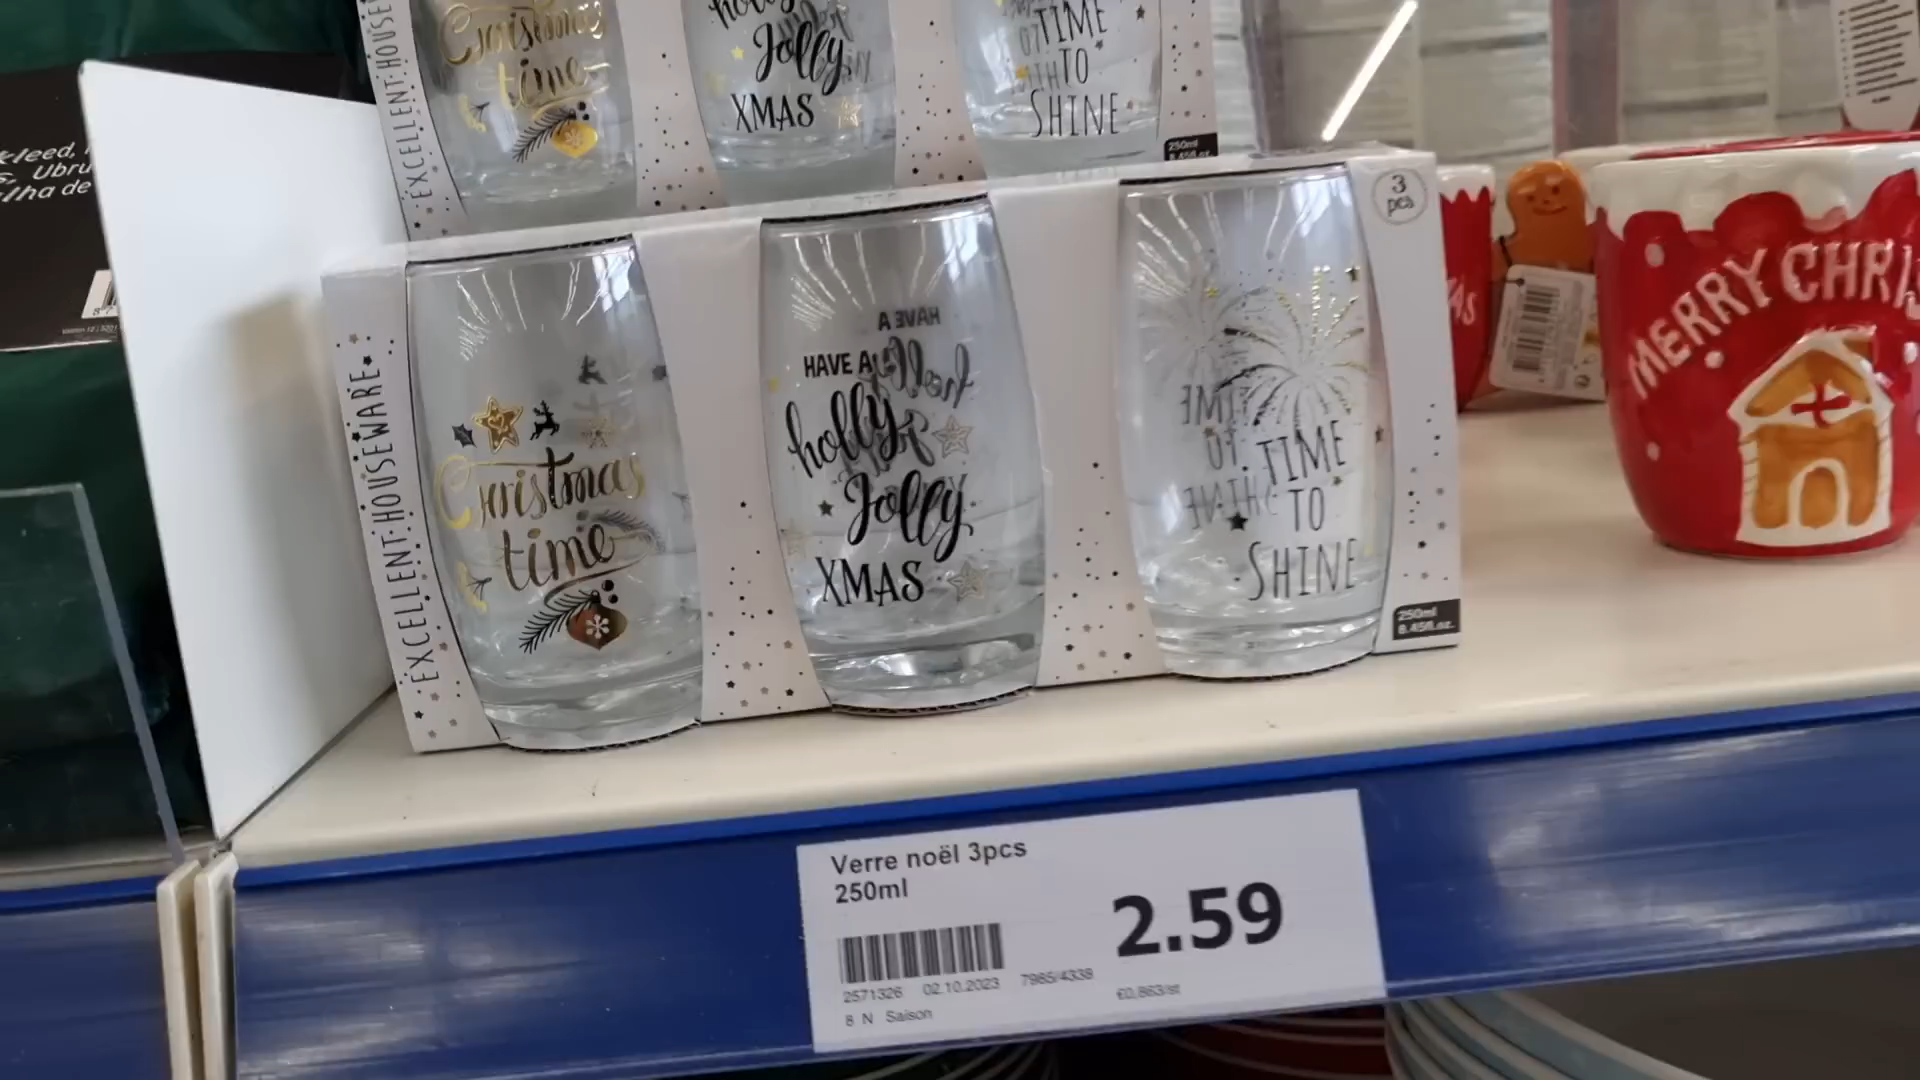 Christmas
time
holly
Jolly
XMAS
TIME
TO
SHINE
250ml
EXCELLENT HOUSEWARE
3
pcs
EXCELLENT HOUSEWARE
Christmas
time
HAVE A
holly
Jolly
XMAS
TIME
TO
SHINE
250ml
8.45fl.oz.
MERRY CHRIS
Verre noël 3pcs
250ml
2.59
2571326 02.10.2023 7985/4338
€0,863/st
8 N Saison